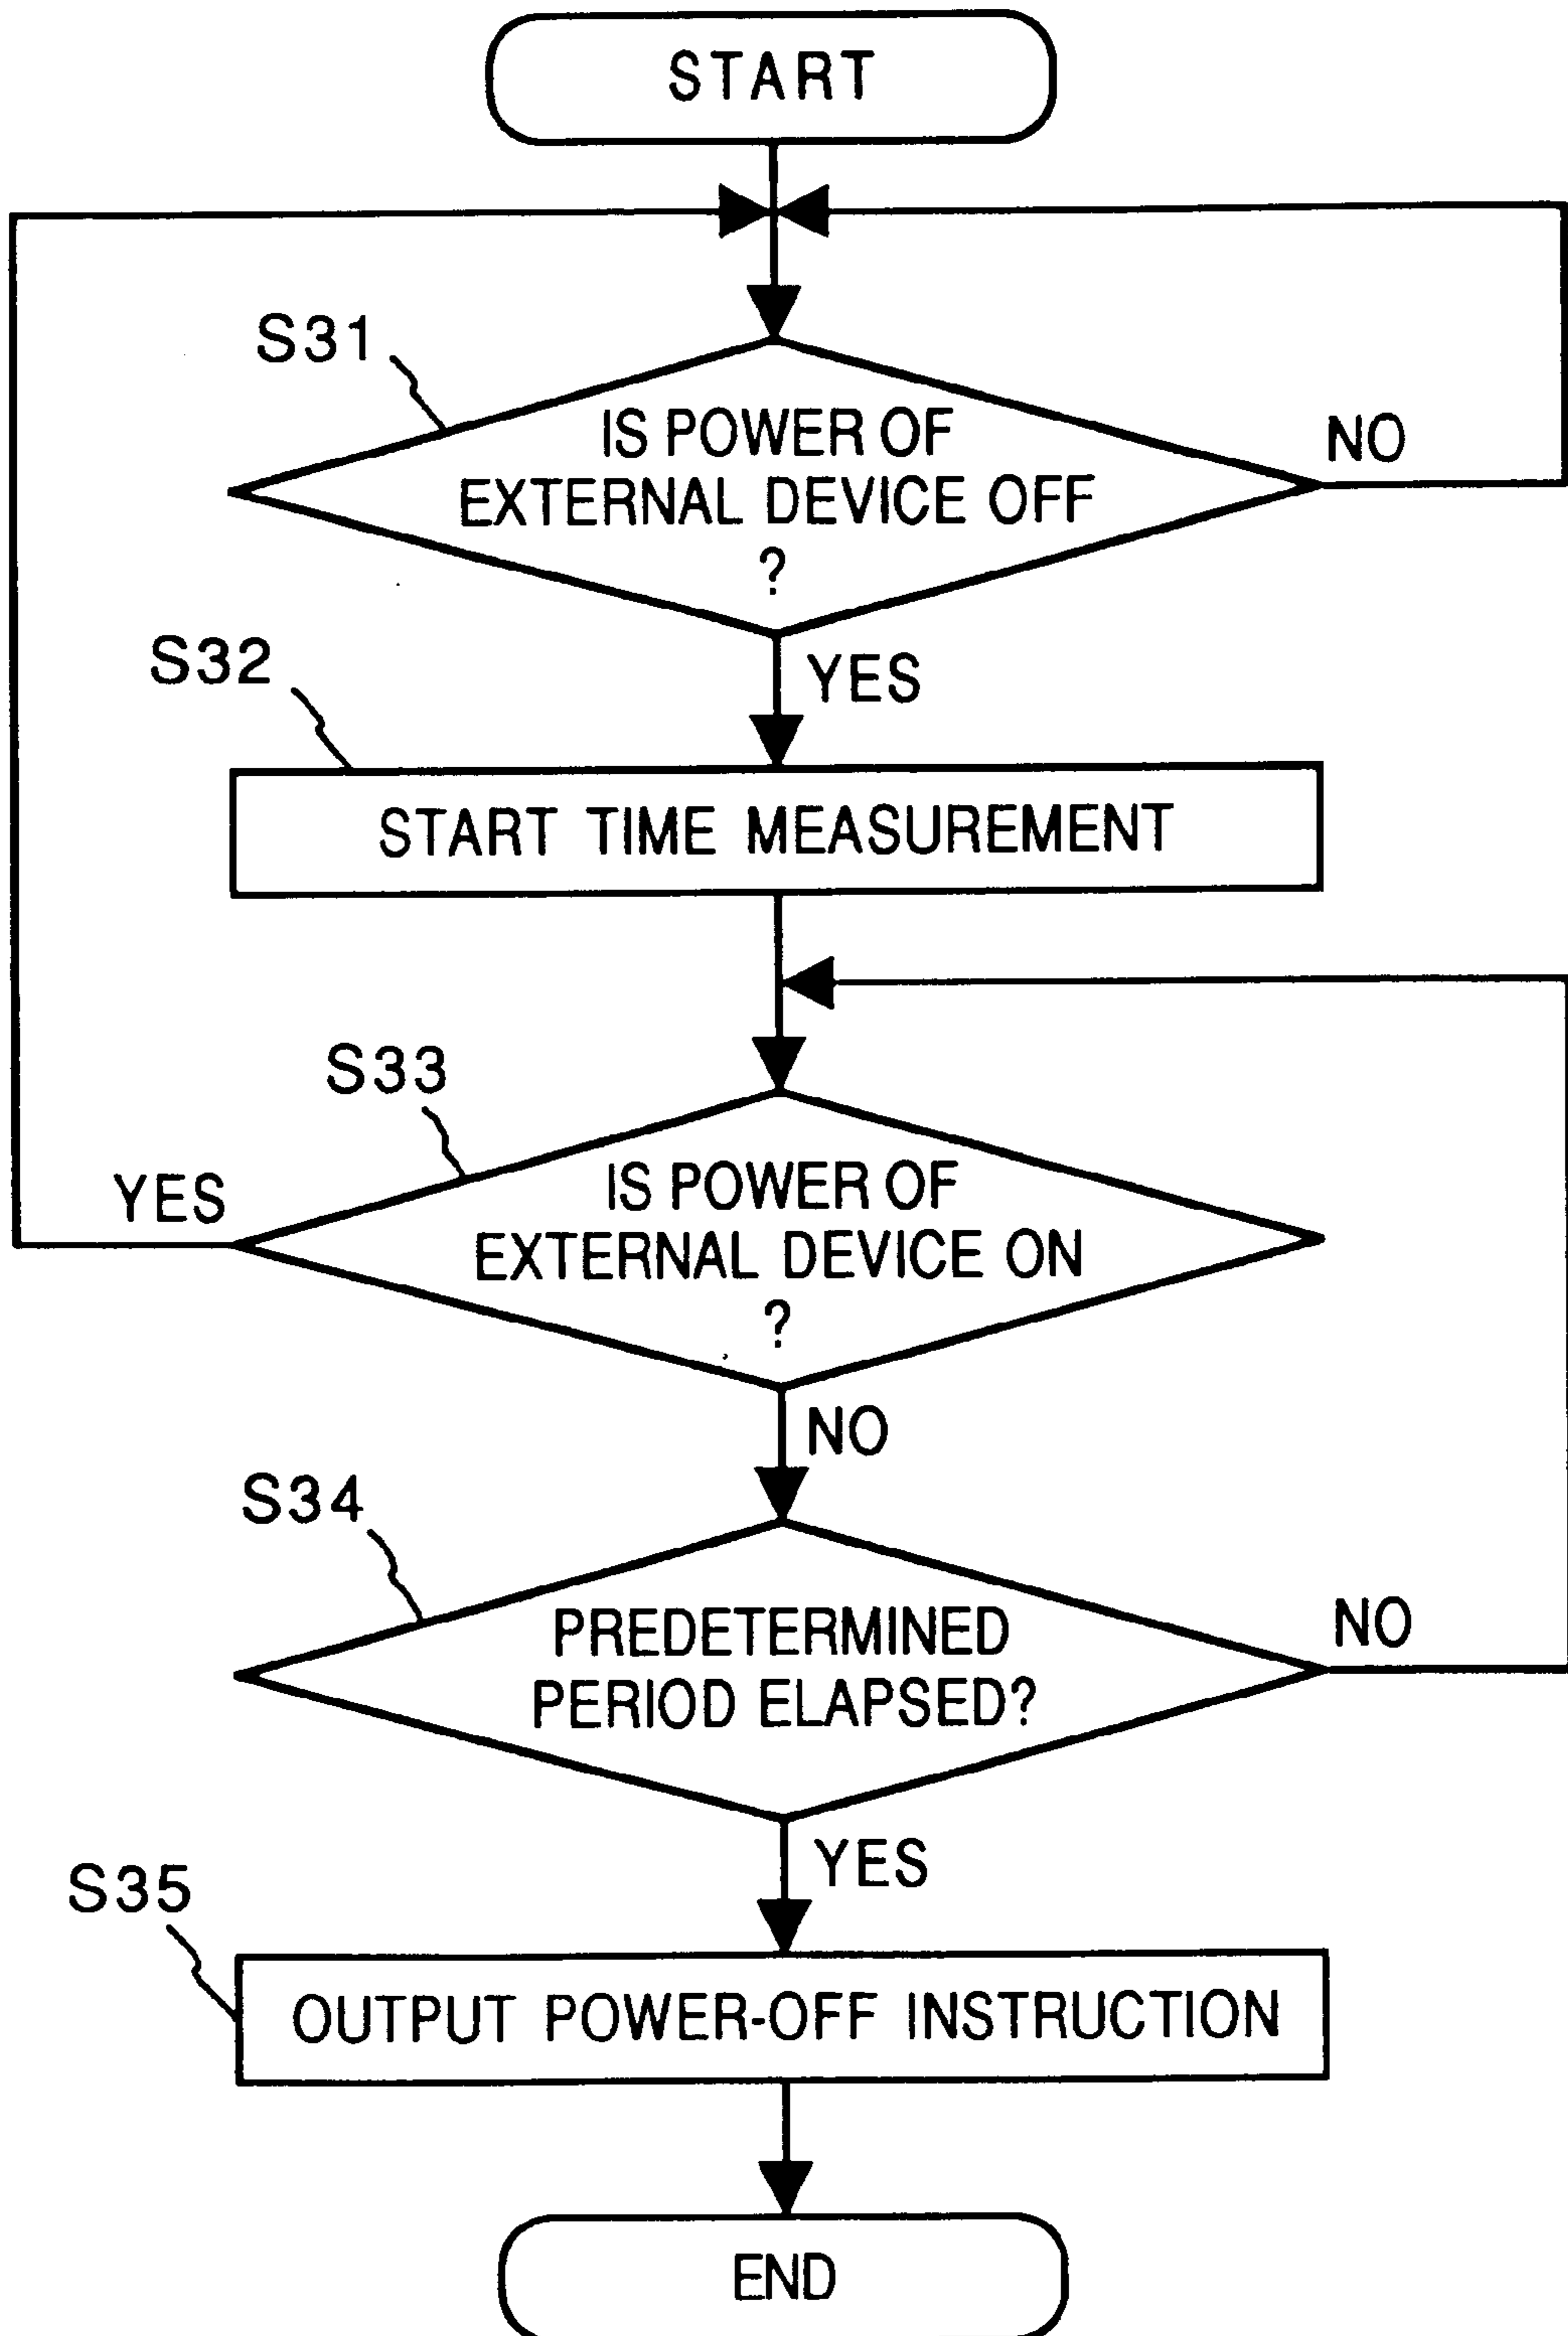 START
S31
IS POWER OF
EXTERNAL DEVICE OFF
?
NO
YES
S32
START TIME MEASUREMENT
S33
IS POWER OF
EXTERNAL DEVICE ON
?
YES
NO
S34
PREDETERMINED
PERIOD ELAPSED?
NO
YES
S35
OUTPUT POWER-OFF INSTRUCTION
END